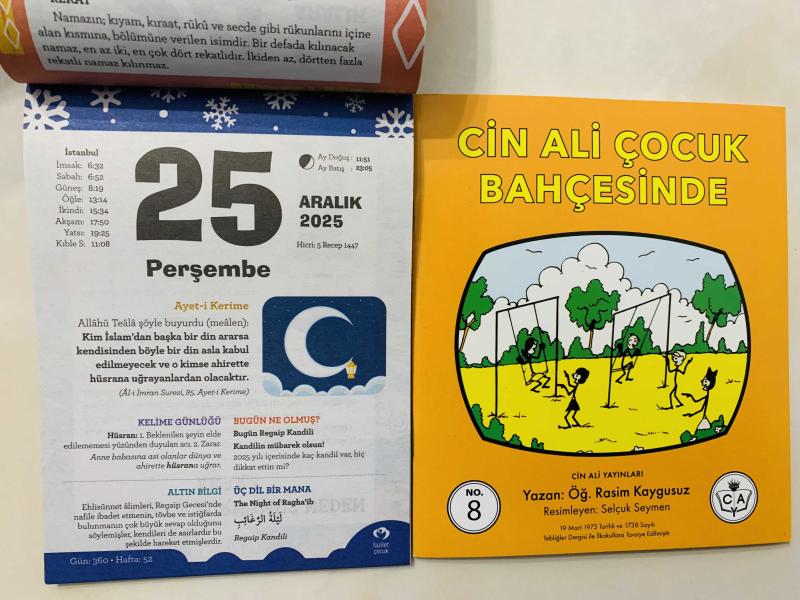 REKAT
Namazın; kıyam, kıraat, rükû ve secde gibi rükunlarını içine
alan kısmına, bölümüne verilen isimdir. Bir defada kılınacak
namaz, en az iki, en çok dört rekatlıdır. İkiden az, dörtten fazla
rekatlı namaz kılınmaz.
İstanbul
İmsak: 6:32
Sabah: 6:52
Güneş: 8:19
Öğle: 13:14
İkindi: 15:34
Akşam: 17:50
Yatsı: 19:25
Kıble S: 11:08
25
Perşembe
Ay Doğuş : 11:51
Ay Batış : 23:05
ARALIK
2025
Hicri: 5 Recep 1447
Ayet-i Kerime
Allâhü Teâlâ şöyle buyurdu (meâlen):
Kim İslam'dan başka bir din ararsa
kendisinden böyle bir din asla kabul
edilmeyecek ve o kimse ahirette
hüsrana uğrayanlardan olacaktır.
(Âl-i İmran Suresi, 85. Ayet-i Kerime)
KELİME GÜNLÜĞÜ
Hüsran: 1. Beklenilen şeyin elde
edilememesi yüzünden duyulan acı. 2. Zarar.
Anne babasına asi olanlar dünya ve
ahirette hüsrana uğrar.
BUGÜN NE OLMUŞ?
Bugün Regaip Kandili
Kandilin mübarek olsun!
2025 yılı içerisinde kaç kandil var, hiç
dikkat ettin mi?
ALTIN BİLGİ
Ehlisünnet âlimleri, Regaip Gecesi'nde
nafile ibadet etmenin, tövbe ve istiğfarda
bulunmanın çok büyük sevap olduğunu
söylemişler, kendileri de asırlardır bu
şekilde hareket etmişlerdir.
ÜÇ DİL BİR MANA
The Night of Ragha'ib
لَيْلَةُ الرَّغَائِبِ
Regaip Kandili
fazilet
çocuk
Gün: 360 • Hafta: 52
CİN ALİ ÇOCUK
BAHÇESİNDE
CİN ALİ YAYINLARI
NO.
8
Yazan: Öğ. Rasim Kaygusuz
Resimleyen: Selçuk Seymen
C A
19 Mart 1973 Tarihli ve 1738 Sayılı
Tebliğler Dergisi ile İlkokullara Tavsiye Edilmiştir